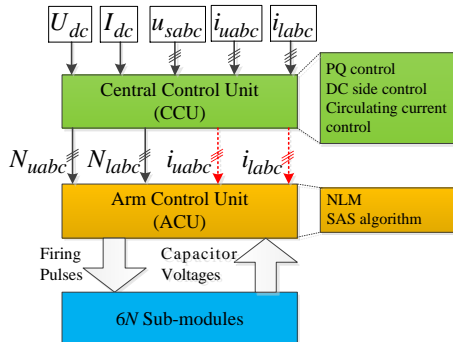 U_dc I_dc u_sabc i_uabc i_labc
Central Control Unit
(CCU)
PQ control
DC side control
Circulating current
control
N_uabc N_labc i_uabc i_labc
Arm Control Unit
(ACU)
NLM
SAS algorithm
Firing
Pulses
Capacitor
Voltages
6N Sub-modules